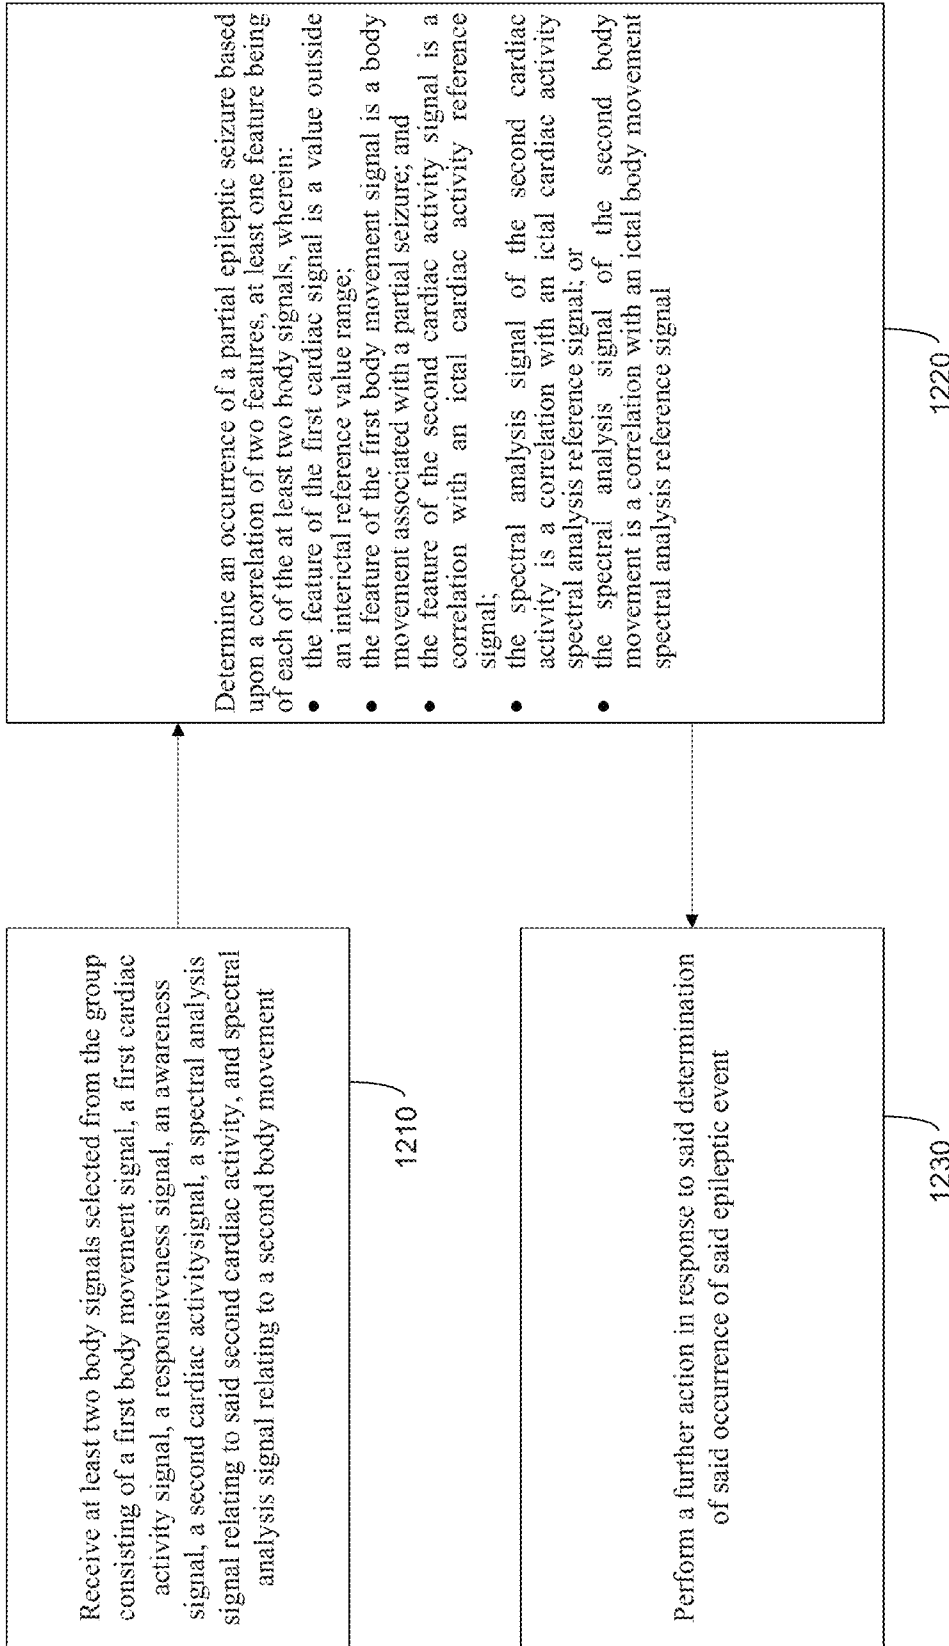 Receive at least two body signals selected from the group
consisting of a first body movement signal, a first cardiac
activity signal, a responsiveness signal, an awareness
signal, a second cardiac activitysignal, a spectral analysis
signal relating to said second cardiac activity, and spectral
analysis signal relating to a second body movement
1210
Determine an occurrence of a partial epileptic seizure based
upon a correlation of two features, at least one feature being
of each of the at least two body signals, wherein:
• the feature of the first cardiac signal is a value outside
an interictal reference value range;
• the feature of the first body movement signal is a body
movement associated with a partial seizure; and
• the feature of the second cardiac activity signal is a
correlation with an ictal cardiac activity reference
signal;
• the spectral analysis signal of the second cardiac
activity is a correlation with an ictal cardiac activity
spectral analysis reference signal; or
• the spectral analysis signal of the second body
movement is a correlation with an ictal body movement
spectral analysis reference signal
1220
Perform a further action in response to said determination
of said occurrence of said epileptic event
1230